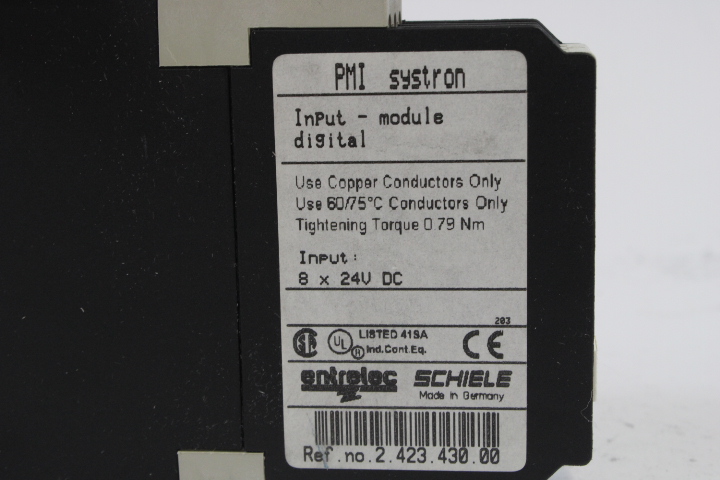 PMI systron
InPut - module
digital
Use Copper Conductors Only
Use 60/75°C Conductors Only
Tightening Torque 0.79 Nm
InPut:
8 x 24V DC
203
LISTED 41SA
Ind.Cont.Eq.
entrelec SCHIELE
Made in Germany
Ref.no.2.423.430.00